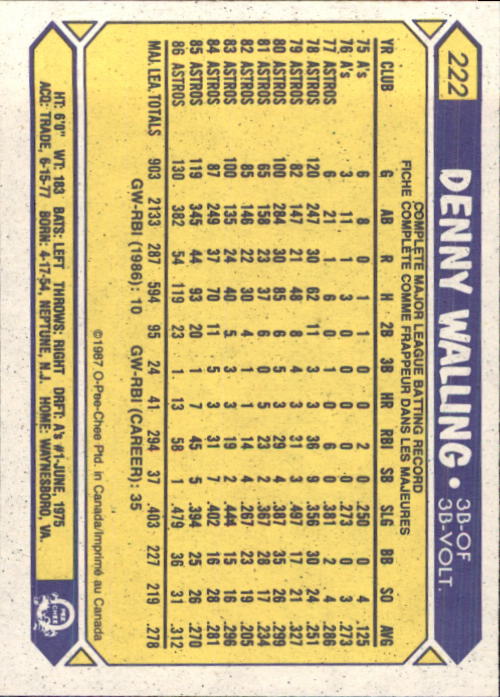 222
DENNY WALLING • 3B-OF
3B-VOLT.
COMPLETE MAJOR LEAGUE BATTING RECORD
FICHE COMPLÈTE COMME FRAPPEUR DANS LES MAJEURES
YR CLUB G AB R H 2B 3B HR RBI SB SLG BB SO AVG
75 A's 6 8 0 1 1 0 0 2 0 .250 0 4 .125
76 A's 3 11 1 3 0 0 0 0 0 .273 0 3 .273
77 ASTROS 6 21 1 6 0 1 0 6 0 .381 2 4 .286
78 ASTROS 120 247 30 62 11 3 3 36 9 .356 30 24 .251
79 ASTROS 82 147 21 48 8 4 3 31 3 .497 17 21 .327
80 ASTROS 100 284 30 85 6 5 3 29 4 .387 35 26 .299
81 ASTROS 65 158 23 37 6 0 5 23 2 .367 28 17 .234
82 ASTROS 85 146 22 30 4 1 1 14 4 .267 23 19 .205
83 ASTROS 100 135 24 40 5 3 3 19 2 .444 15 16 .296
84 ASTROS 87 249 37 70 11 5 3 31 7 .402 16 28 .281
85 ASTROS 119 345 44 93 20 1 7 45 5 .394 25 26 .270
86 ASTROS 130 382 54 119 23 1 13 58 1 .479 36 31 .312
MAJ. LEA. TOTALS 903 2133 287 594 95 24 41 294 37 .403 227 219 .278
GW-RBI (1986): 10 GW-RBI (CAREER): 35
©1987 O-Pee-Chee Ptd. in Canada/Imprimé au Canada
HT: 6'0" WT: 183 BATS: LEFT THROWS: RIGHT DRFT: A's #1-JUNE, 1975
ACQ: TRADE, 6-15-77 BORN: 4-17-54, NEPTUNE, N.J. HOME: WAYNESBORO, VA.
O PEE CHEE